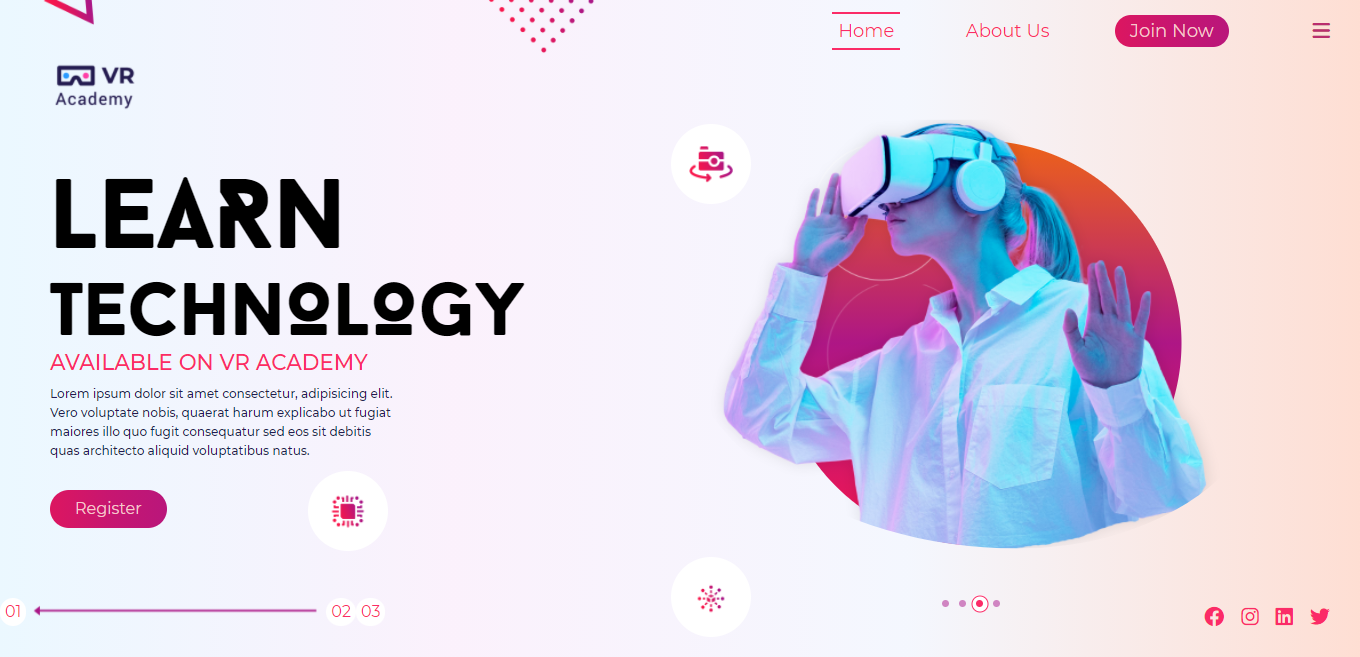 Home
About Us
Join Now
VR
Academy
LEARN
TECHNOLOGY
AVAILABLE ON VR ACADEMY
Lorem ipsum dolor sit amet consectetur, adipisicing elit.
Vero voluptate nobis, quaerat harum explicabo ut fugiat
maiores illo quo fugit consequatur sed eos sit debitis
quas architecto aliquid voluptatibus natus.
Register
01
02
03